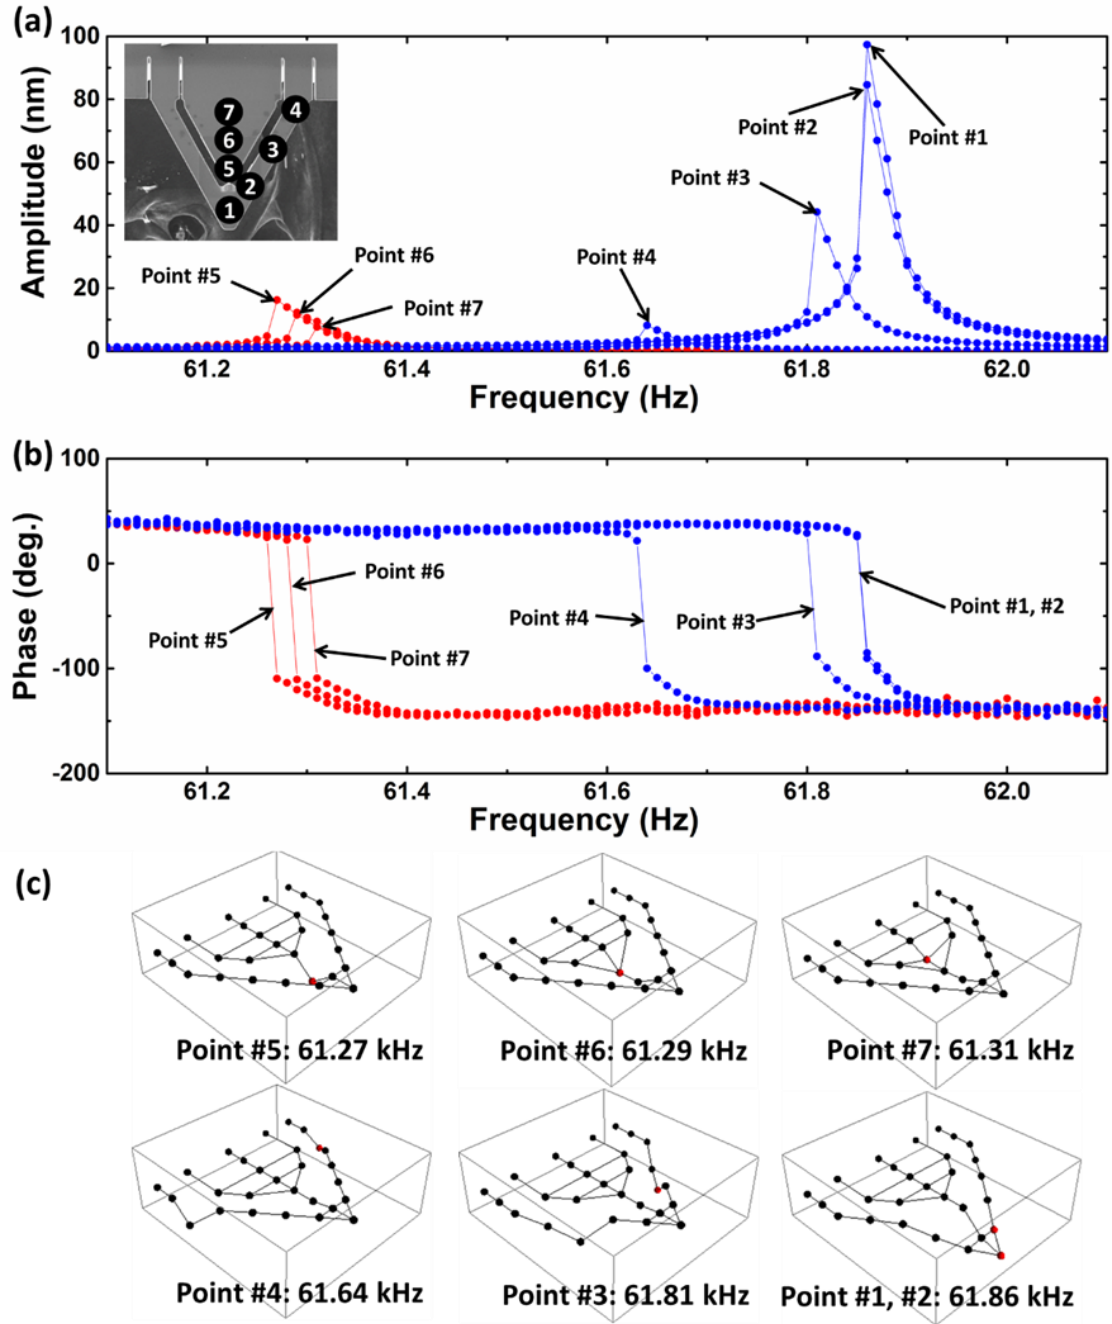 (a)
Amplitude (nm)
100
80
60
40
20
0
7
4
6
3
5
2
1
Point #1
Point #2
Point #3
Point #4
Point #5
Point #6
Point #7
61.2
61.4
61.6
61.8
62.0
Frequency (Hz)
(b)
Phase (deg.)
100
0
-100
-200
Point #6
Point #5
Point #7
Point #4
Point #3
Point #1, #2
61.2
61.4
61.6
61.8
62.0
Frequency (Hz)
(c)
Point #5: 61.27 kHz
Point #6: 61.29 kHz
Point #7: 61.31 kHz
Point #4: 61.64 kHz
Point #3: 61.81 kHz
Point #1, #2: 61.86 kHz